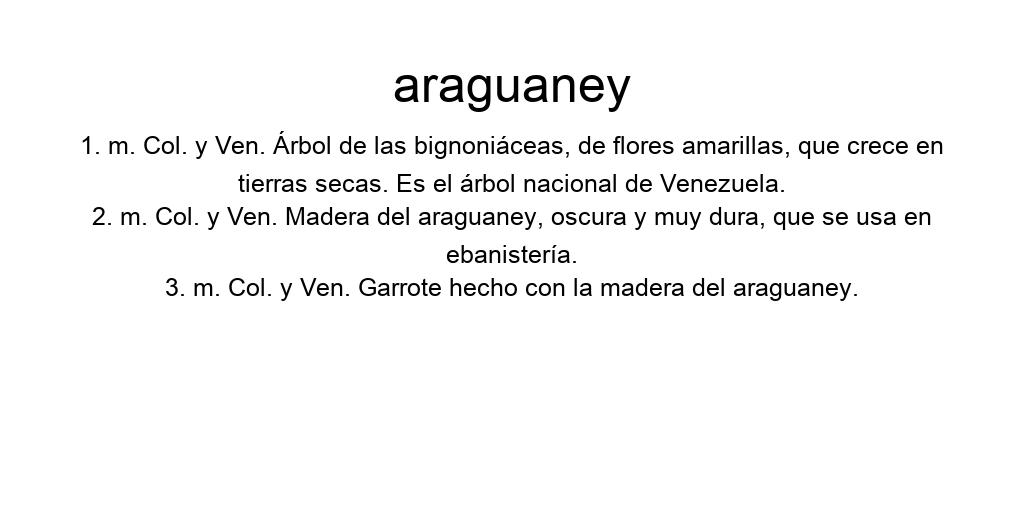 araguaney
1. m. Col. y Ven. Árbol de las bignoniáceas, de flores amarillas, que crece en
tierras secas. Es el árbol nacional de Venezuela.
2. m. Col. y Ven. Madera del araguaney, oscura y muy dura, que se usa en
ebanistería.
3. m. Col. y Ven. Garrote hecho con la madera del araguaney.